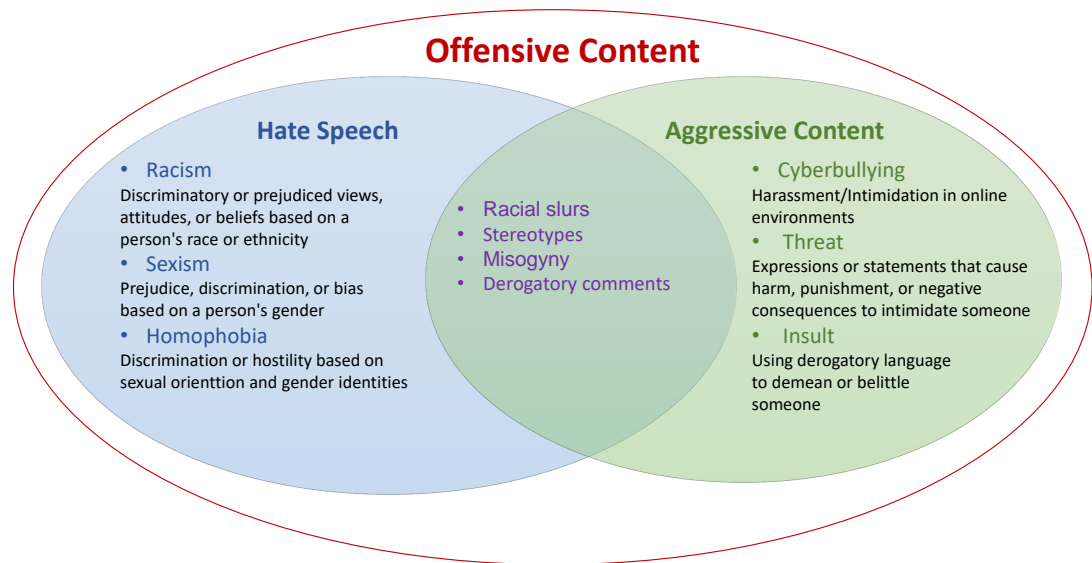 Offensive Content
Hate Speech
• Racism
Discriminatory or prejudiced views,
attitudes, or beliefs based on a
person's race or ethnicity
• Sexism
Prejudice, discrimination, or bias
based on a person's gender
• Homophobia
Discrimination or hostility based on
sexual orienttion and gender identities
• Racial slurs
• Stereotypes
• Misogyny
• Derogatory comments
Aggressive Content
• Cyberbullying
Harassment/Intimidation in online
environments
• Threat
Expressions or statements that cause
harm, punishment, or negative
consequences to intimidate someone
• Insult
Using derogatory language
to demean or belittle
someone